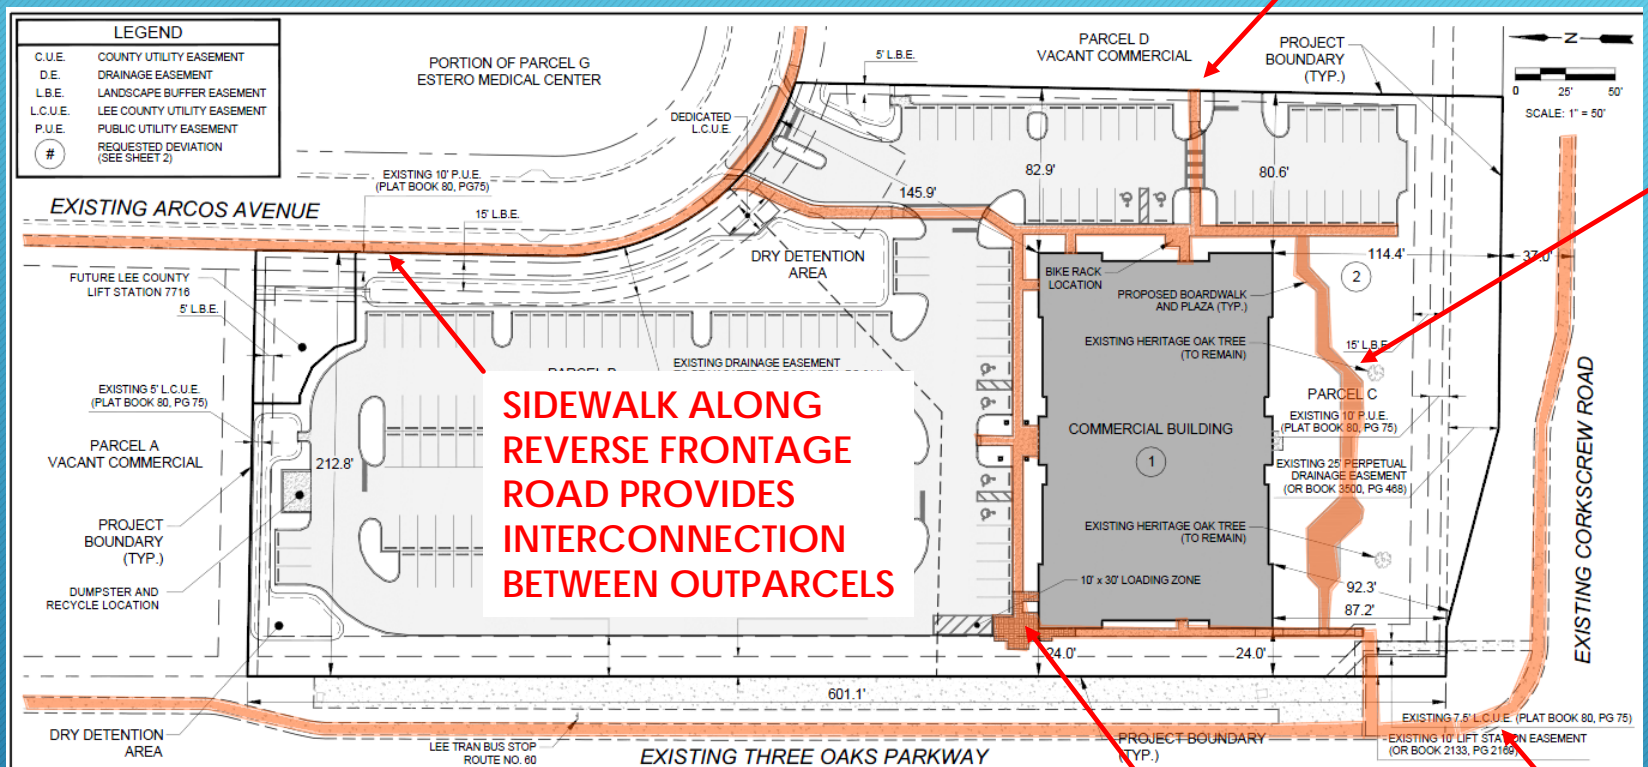 LEGEND
C.U.E. COUNTY UTILITY EASEMENT
D.E. DRAINAGE EASEMENT
L.B.E. LANDSCAPE BUFFER EASEMENT
L.C.U.E. LEE COUNTY UTILITY EASEMENT
P.U.E. PUBLIC UTILITY EASEMENT
# REQUESTED DEVIATION
(SEE SHEET 2)
PORTION OF PARCEL G
ESTERO MEDICAL CENTER
5' L.B.E.
PARCEL D
VACANT COMMERCIAL
PROJECT
BOUNDARY
(TYP.)
N
0 25' 50'
SCALE: 1" = 50'
DEDICATED
L.C.U.E.
EXISTING 10' P.U.E.
(PLAT BOOK 80, PG75)
EXISTING ARCOS AVENUE
15' L.B.E.
145.9'
82.9'
80.6'
FUTURE LEE COUNTY
LIFT STATION 7716
5' L.B.E.
DRY DETENTION
AREA
BIKE RACK
LOCATION
PROPOSED BOARDWALK
AND PLAZA (TYP.)
114.4'
37.0'
2
EXISTING HERITAGE OAK TREE
(TO REMAIN)
15' L.B.E.
EXISTING DRAINAGE EASEMENT
EXISTING 5' L.C.U.E.
(PLAT BOOK 80, PG 75)
PARCEL A
VACANT COMMERCIAL
212.8'
SIDEWALK ALONG
REVERSE FRONTAGE
ROAD PROVIDES
INTERCONNECTION
BETWEEN OUTPARCELS
COMMERCIAL BUILDING
1
PARCEL C
EXISTING 10' P.U.E.
(PLAT BOOK 80, PG 75)
EXISTING 25' PERPETUAL
DRAINAGE EASEMENT
(OR BOOK 3500, PG 468)
EXISTING HERITAGE OAK TREE
(TO REMAIN)
EXISTING CORKSCREW ROAD
PROJECT
BOUNDARY
(TYP.)
DUMPSTER AND
RECYCLE LOCATION
10' x 30' LOADING ZONE
92.3'
87.2'
24.0'
24.0'
601.1'
DRY DETENTION
AREA
LEE TRAN BUS STOP
ROUTE NO. 60
EXISTING THREE OAKS PARKWAY
PROJECT BOUNDARY
(TYP.)
EXISTING 7.5' L.C.U.E. (PLAT BOOK 80, PG 75)
EXISTING 10' LIFT STATION EASEMENT
(OR BOOK 2133, PG 2169)